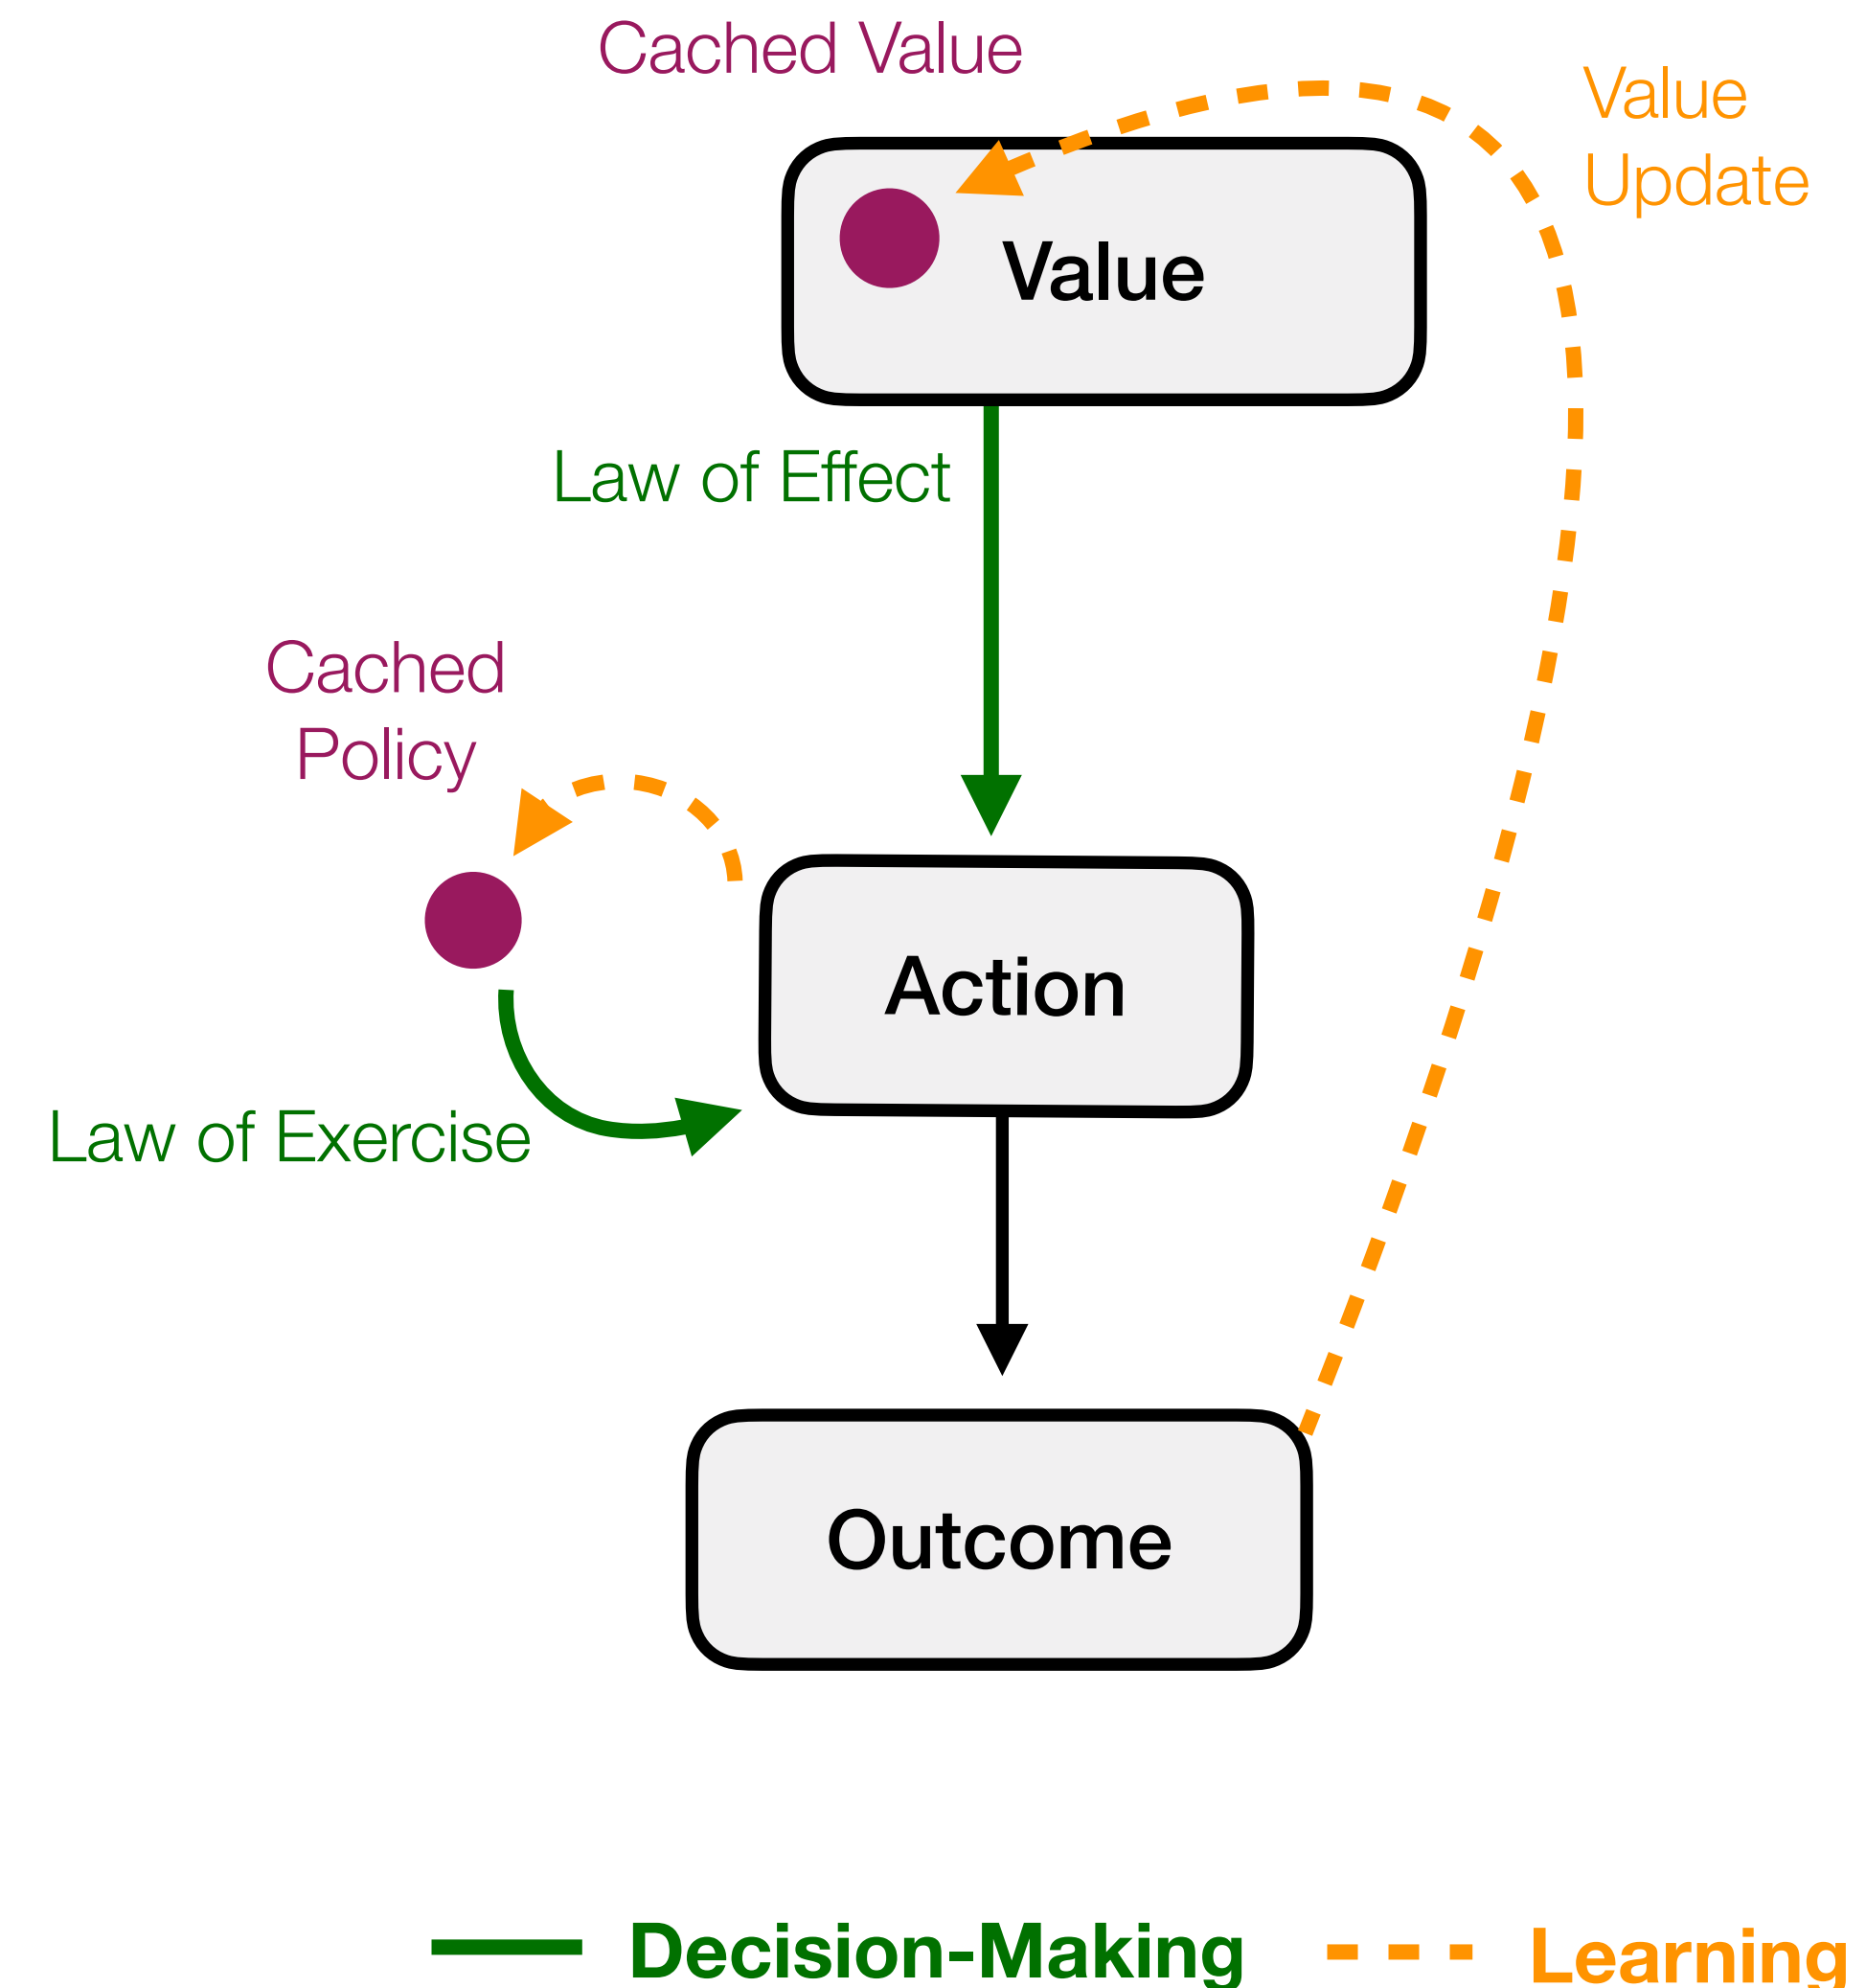 Cached Value
Value
Update
Value
Law of Effect
Cached
Policy
Action
Law of Exercise
Outcome
Decision-Making
Learning